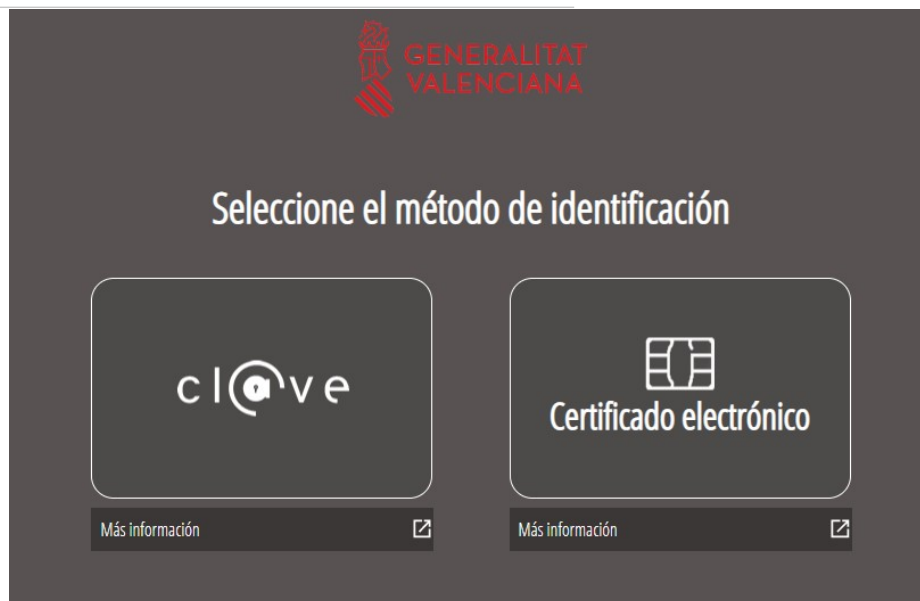 GENERALITAT
VALENCIANA
Seleccione el método de identificación
cl@ve
Certificado electrónico
Más información
Más información